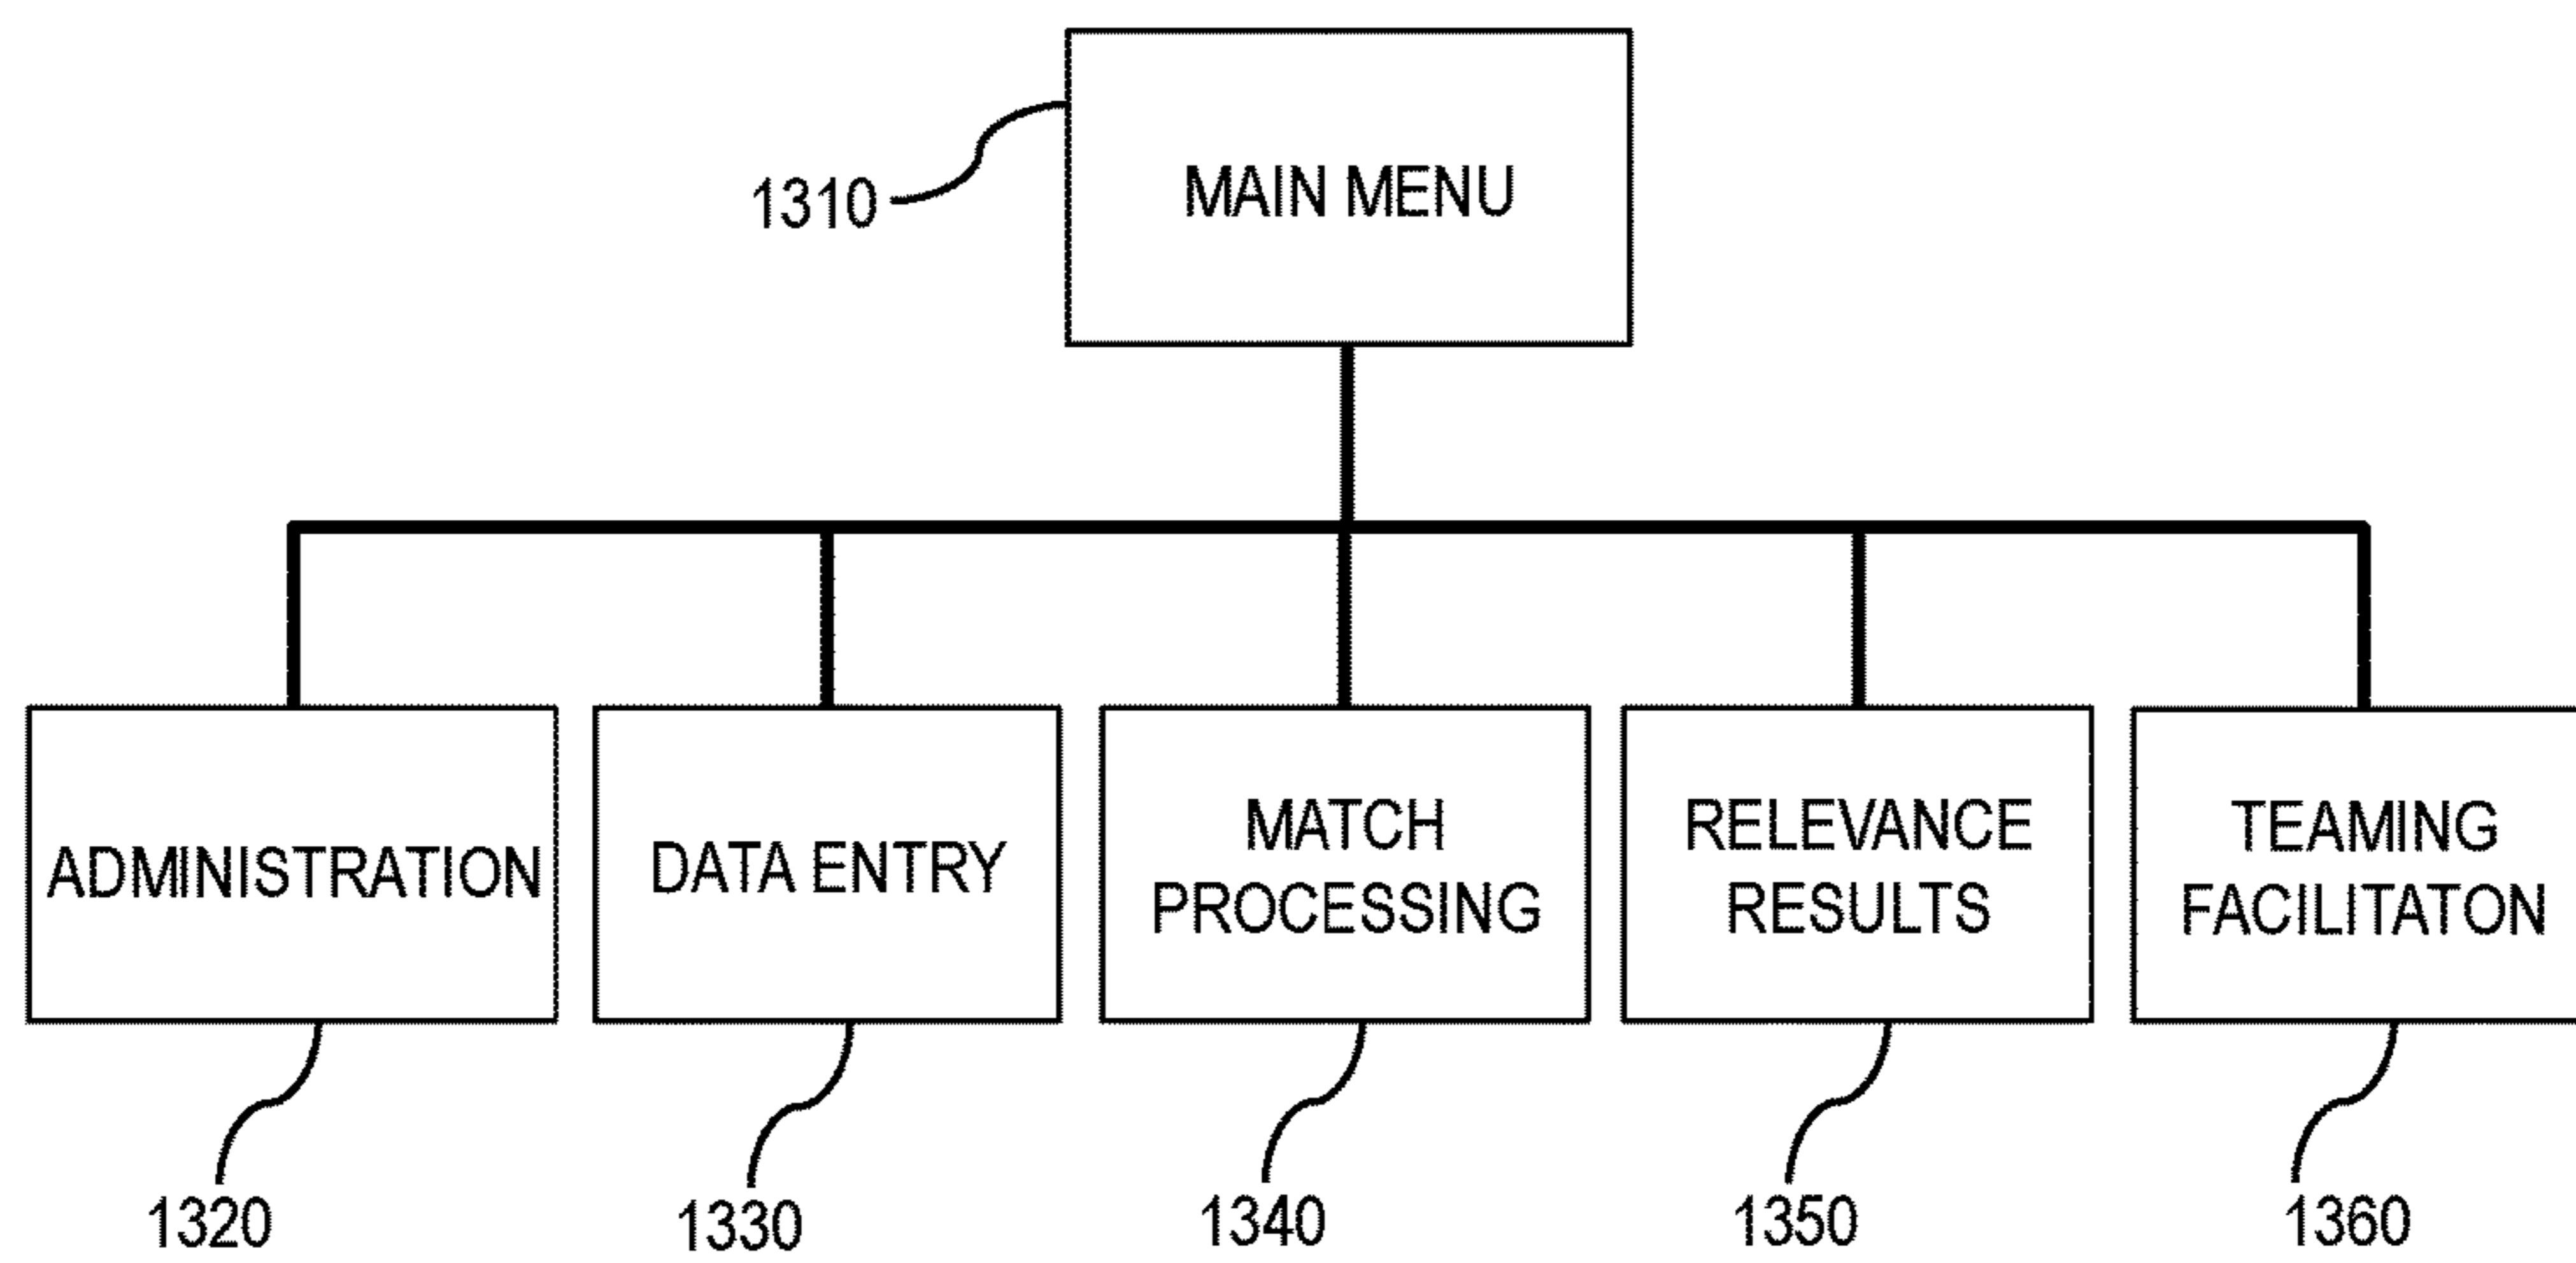 1310
MAIN MENU
ADMINISTRATION
DATA ENTRY
MATCH
PROCESSING
RELEVANCE
RESULTS
TEAMING
FACILITATON
1320
1330
1340
1350
1360